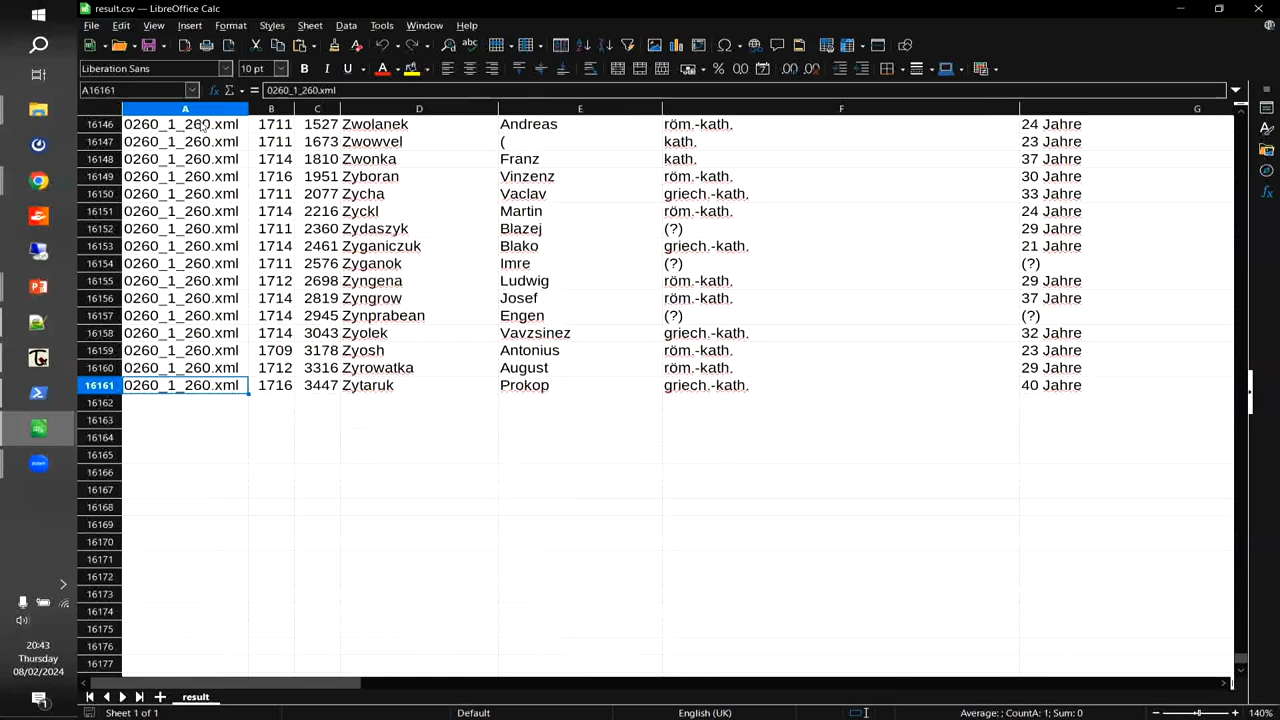 result.csv — LibreOffice Calc
File Edit View Insert Format Styles Sheet Data Tools Window Help
Liberation Sans 10 pt
A16161 0260_1_260.xml
A B C D E F G
16146 0260_1_260.xml 1711 1527 Zwolanek Andreas röm.-kath. 24 Jahre
16147 0260_1_260.xml 1711 1673 Zwowvel ( kath. 23 Jahre
16148 0260_1_260.xml 1714 1810 Zwonka Franz kath. 37 Jahre
16149 0260_1_260.xml 1716 1951 Zyboran Vinzenz röm.-kath. 30 Jahre
16150 0260_1_260.xml 1711 2077 Zycha Vaclav griech.-kath. 33 Jahre
16151 0260_1_260.xml 1714 2216 Zyckl Martin röm.-kath. 24 Jahre
16152 0260_1_260.xml 1711 2360 Zydaszyk Blazej (?) 29 Jahre
16153 0260_1_260.xml 1714 2461 Zyganiczuk Blako griech.-kath. 21 Jahre
16154 0260_1_260.xml 1711 2576 Zyganok Imre (?) (?)
16155 0260_1_260.xml 1712 2698 Zyngena Ludwig röm.-kath. 29 Jahre
16156 0260_1_260.xml 1714 2819 Zyngrow Josef röm.-kath. 37 Jahre
16157 0260_1_260.xml 1714 2945 Zynprabean Engen (?) (?)
16158 0260_1_260.xml 1714 3043 Zyolek Vavzsinez griech.-kath. 32 Jahre
16159 0260_1_260.xml 1709 3178 Zyosh Antonius röm.-kath. 23 Jahre
16160 0260_1_260.xml 1712 3316 Zyrowatka August röm.-kath. 29 Jahre
16161 0260_1_260.xml 1716 3447 Zytaruk Prokop griech.-kath. 40 Jahre
16162
16163
16164
16165
16166
16167
16168
16169
16170
16171
16172
16173
16174
16175
16176
16177
20:43
Thursday
08/02/2024
result
Sheet 1 of 1 Default English (UK) Average: ; CountA: 1; Sum: 0 140%